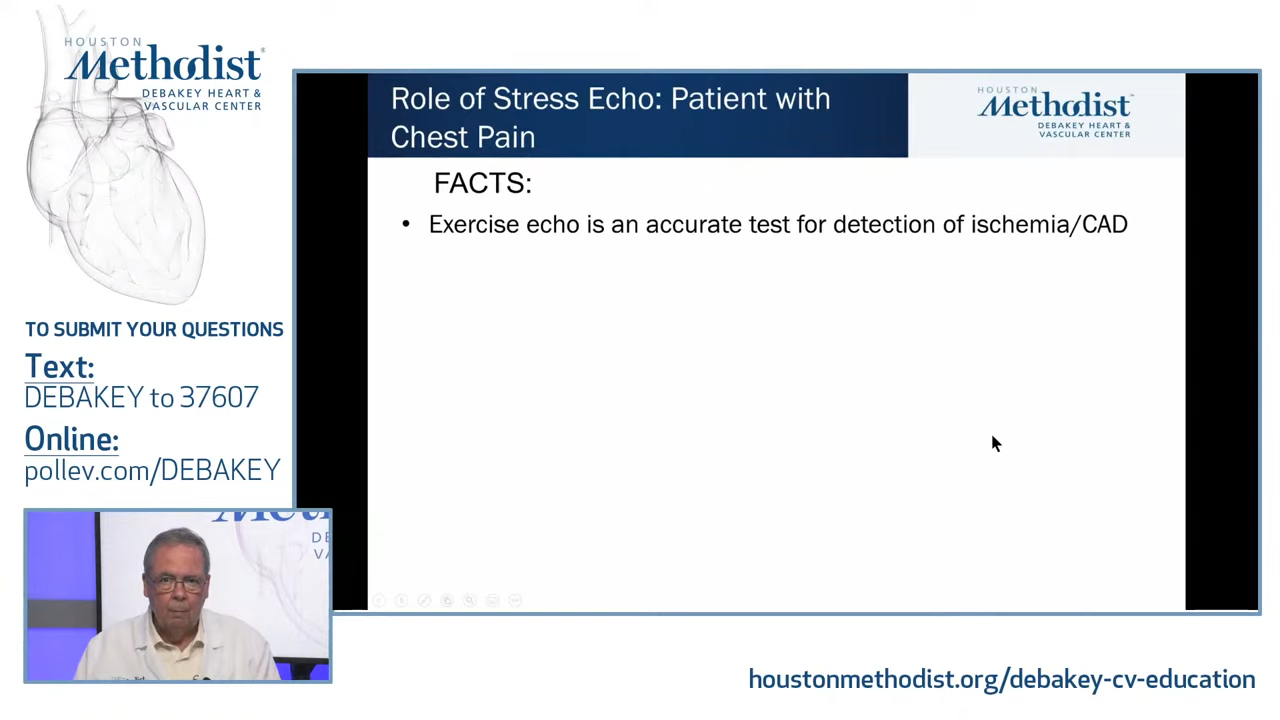 HOUSTON
Methodist
DEBAKEY HEART &
VASCULAR CENTER
TO SUBMIT YOUR QUESTIONS
Text:
DEBAKEY to 37607
Online:
pollev.com/DEBAKEY
Role of Stress Echo: Patient with
Chest Pain
HOUSTON
Methodist
DEBAKEY HEART &
VASCULAR CENTER
FACTS:
• Exercise echo is an accurate test for detection of ischemia/CAD
houstonmethodist.org/debakey-cv-education